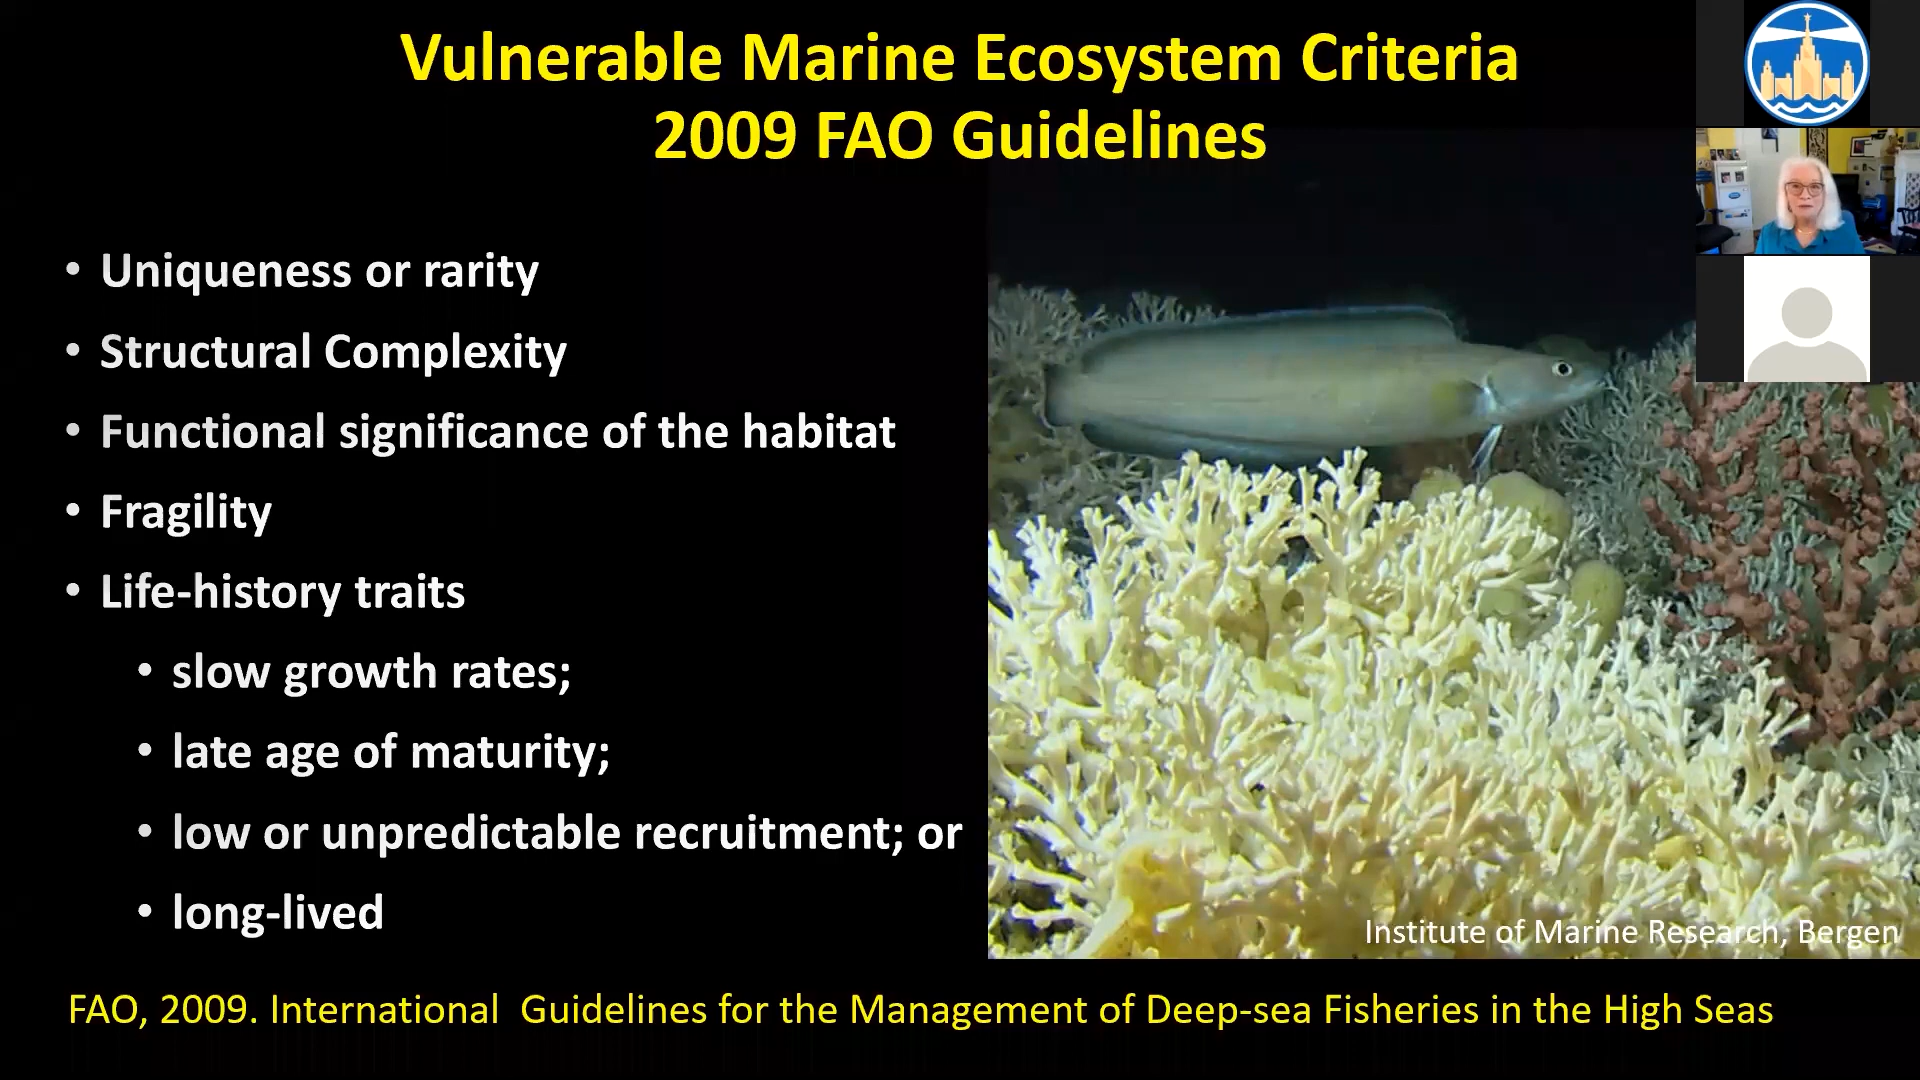 Vulnerable Marine Ecosystem Criteria
2009 FAO Guidelines
• Uniqueness or rarity
• Structural Complexity
• Functional significance of the habitat
• Fragility
• Life-history traits
• slow growth rates;
• late age of maturity;
• low or unpredictable recruitment; or
• long-lived
Institute of Marine Research, Bergen
FAO, 2009. International Guidelines for the Management of Deep-sea Fisheries in the High Seas